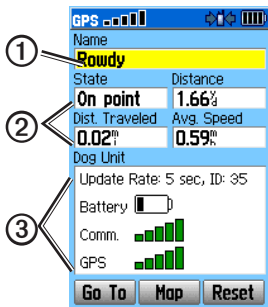 GPS
Name
① Rowdy
State Distance
② On point 1.66
Dist. Traveled Avg. Speed
0.02 0.59
Dog Unit
Update Rate: 5 sec, ID: 35
Battery
③ Comm.
GPS
Go To Map Reset